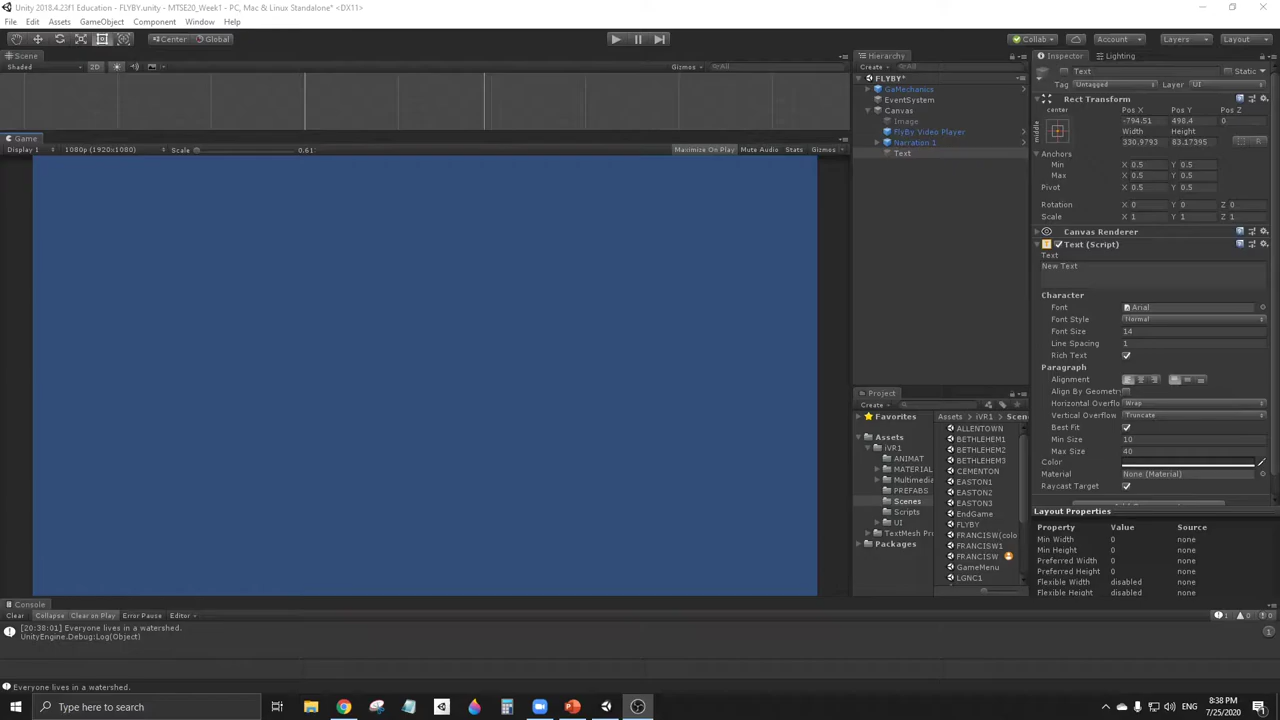 Unity 2018.4.23f1 Education - FLYBY.unity - MTSE20_Week1 - PC, Mac & Linux Standalone* <DX11>
File Edit Assets GameObject Component Window Help
Center Global Collab Account Layers Layout
Scene
Shaded 2D Gizmos All
Game
Display 1 1080p (1920x1080) Scale 0.61 Maximize On Play Mute Audio Stats Gizmos
Hierarchy
Create All
FLYBY*
GaMechanics
EventSystem
Canvas
Image
FlyBy Video Player
Narration 1
Text
Project
Create
Favorites
Assets
iVR1
ANIMAT
MATERIAL
Multimedia
PREFABS
Scenes
Scripts
UI
TextMesh Pro
Packages
Assets iVR1 Scen
ALLENTOWN
BETHLEHEM1
BETHLEHEM2
BETHLEHEM3
CEMENTON
EASTON1
EASTON2
EASTON3
EndGame
FLYBY
FRANCISW(colo
FRANCISW1
FRANCISW
GameMenu
LGNC1
Inspector Lighting
Text Static
Tag Untagged Layer UI
Rect Transform
center
middle
Pos X Pos Y Pos Z
-794.51 498.4 0
Width Height
330.9793 83.17395 R
Anchors
Min X 0.5 Y 0.5
Max X 0.5 Y 0.5
Pivot X 0.5 Y 0.5
Rotation X 0 Y 0 Z 0
Scale X 1 Y 1 Z 1
Canvas Renderer
Text (Script)
Text
New Text
Character
Font Arial
Font Style Normal
Font Size 14
Line Spacing 1
Rich Text
Paragraph
Alignment
Align By Geometry
Horizontal Overflo Wrap
Vertical Overflow Truncate
Best Fit
Min Size 10
Max Size 40
Color
Material None (Material)
Raycast Target
Layout Properties
Property Value Source
Min Width 0 none
Min Height 0 none
Preferred Width 0 none
Preferred Height 0 none
Flexible Width disabled none
Flexible Height disabled none
Console
Clear Collapse Clear on Play Error Pause Editor 1 0 0
[20:38:01] Everyone lives in a watershed.
UnityEngine.Debug:Log(Object)
1
Everyone lives in a watershed.
Type here to search
8:38 PM
7/25/2020